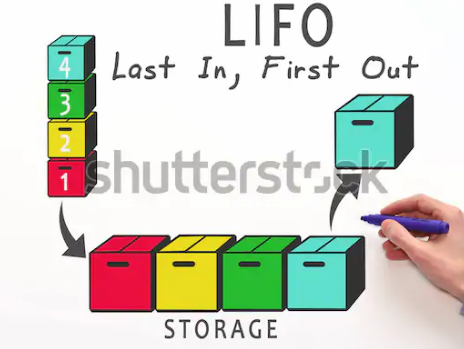 LIFO
Last In, First Out
4
3
2
1
shutterstock
STORAGE